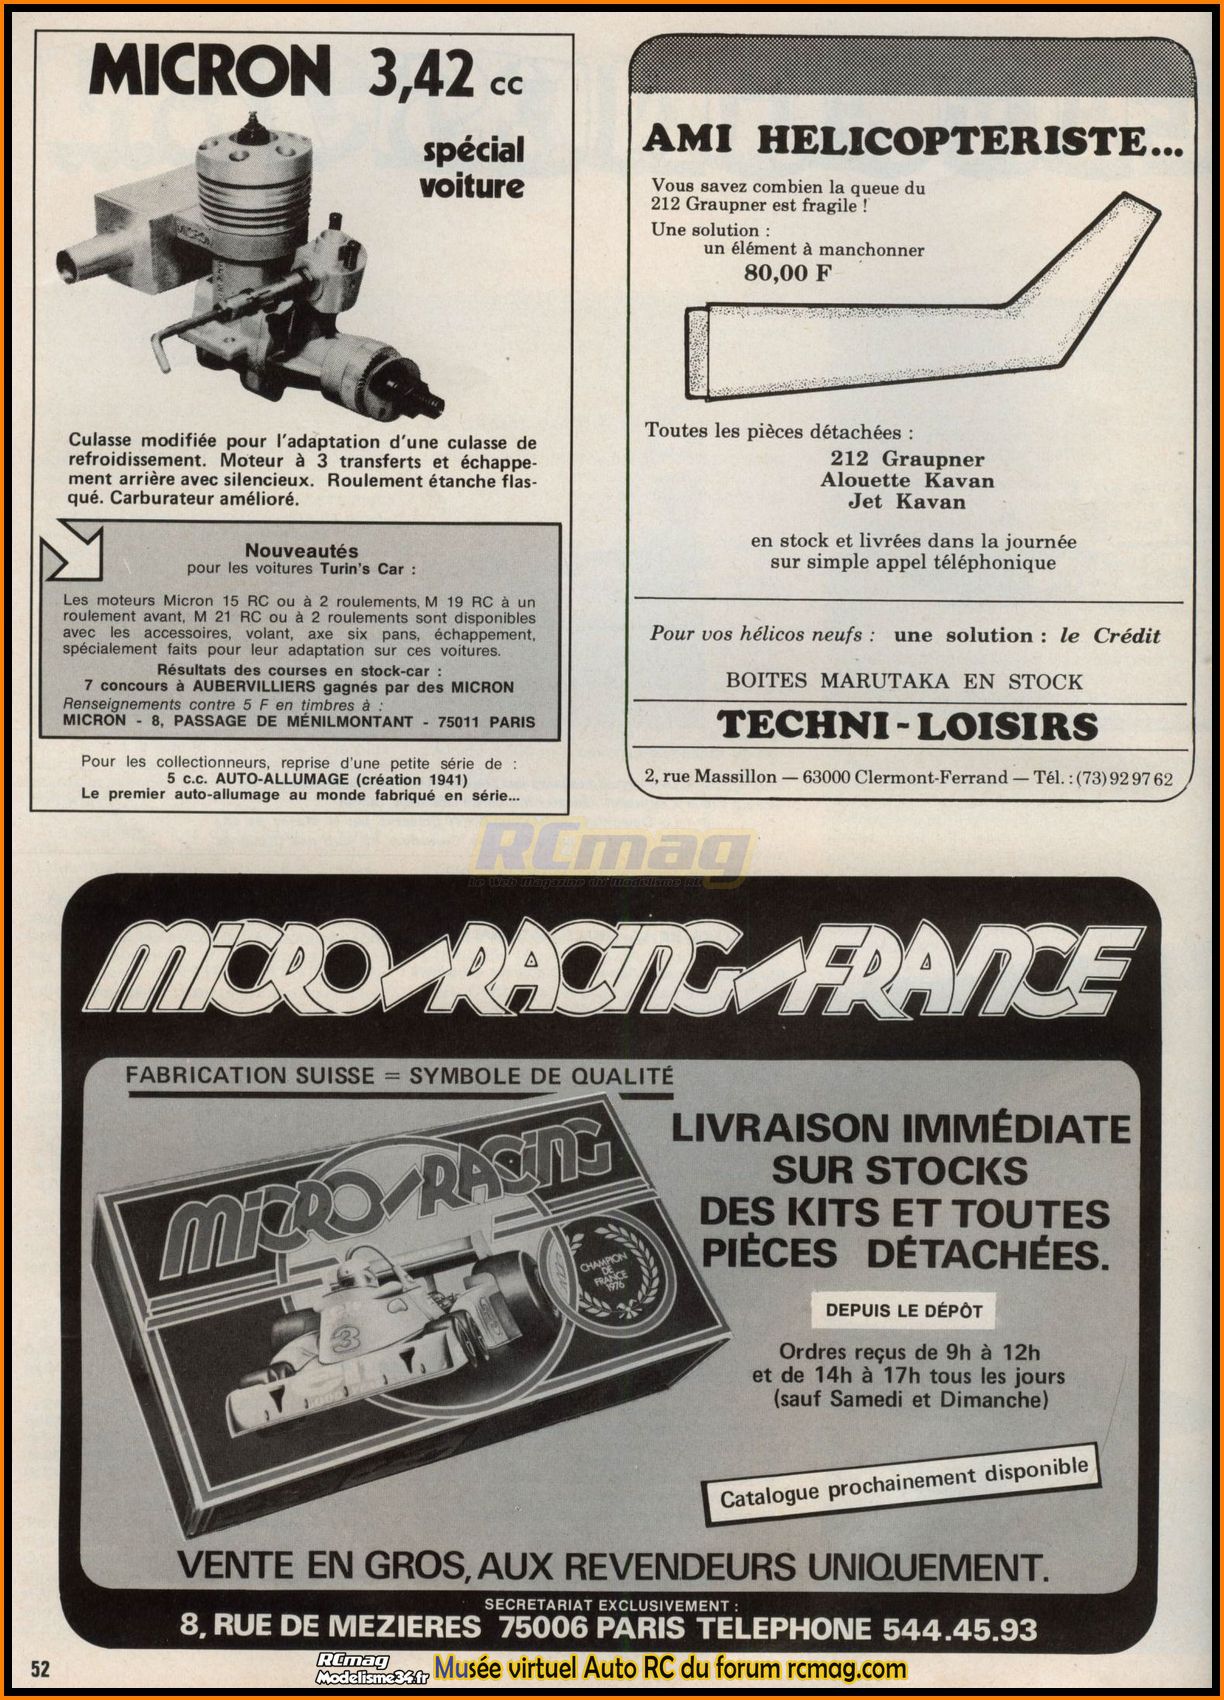 MICRON 3,42 cc
spécial
voiture
MICRON
Culasse modifiée pour l'adaptation d'une culasse de
refroidissement. Moteur à 3 transferts et échappe-
ment arrière avec silencieux. Roulement étanche flas-
qué. Carburateur amélioré.
Nouveautés
pour les voitures Turin's Car :
Les moteurs Micron 15 RC ou à 2 roulements, M 19 RC à un
roulement avant, M 21 RC ou à 2 roulements sont disponibles
avec les accessoires, volant, axe six pans, échappement,
spécialement faits pour leur adaptation sur ces voitures.
Résultats des courses en stock-car :
7 concours à AUBERVILLIERS gagnés par des MICRON
Renseignements contre 5 F en timbres à :
MICRON - 8, PASSAGE DE MÉNILMONTANT - 75011 PARIS
Pour les collectionneurs, reprise d'une petite série de :
5 c.c. AUTO-ALLUMAGE (création 1941)
Le premier auto-allumage au monde fabriqué en série...
AMI HELICOPTERISTE...
Vous savez combien la queue du
212 Graupner est fragile !
Une solution :
un élément à manchonner
80,00 F
Toutes les pièces détachées :
212 Graupner
Alouette Kavan
Jet Kavan
en stock et livrées dans la journée
sur simple appel téléphonique
Pour vos hélicos neufs : une solution : le Crédit
BOITES MARUTAKA EN STOCK
TECHNI-LOISIRS
2, rue Massillon — 63000 Clermont-Ferrand — Tél. : (73) 92 97 62
RCmag
Le Web Magazine du Modélisme RC
MICRO-RACING-FRANCE
FABRICATION SUISSE = SYMBOLE DE QUALITÉ
MICRO-RACING
CHAMPION
DE
FRANCE
1976
3
LIVRAISON IMMÉDIATE
SUR STOCKS
DES KITS ET TOUTES
PIÈCES DÉTACHÉES.
DEPUIS LE DÉPÔT
Ordres reçus de 9h à 12h
et de 14h à 17h tous les jours
(sauf Samedi et Dimanche)
Catalogue prochainement disponible
VENTE EN GROS, AUX REVENDEURS UNIQUEMENT.
SECRETARIAT EXCLUSIVEMENT :
8, RUE DE MEZIERES 75006 PARIS TELEPHONE 544.45.93
52
RCmag
Modelisme34.fr
Musée virtuel Auto RC du forum rcmag.com